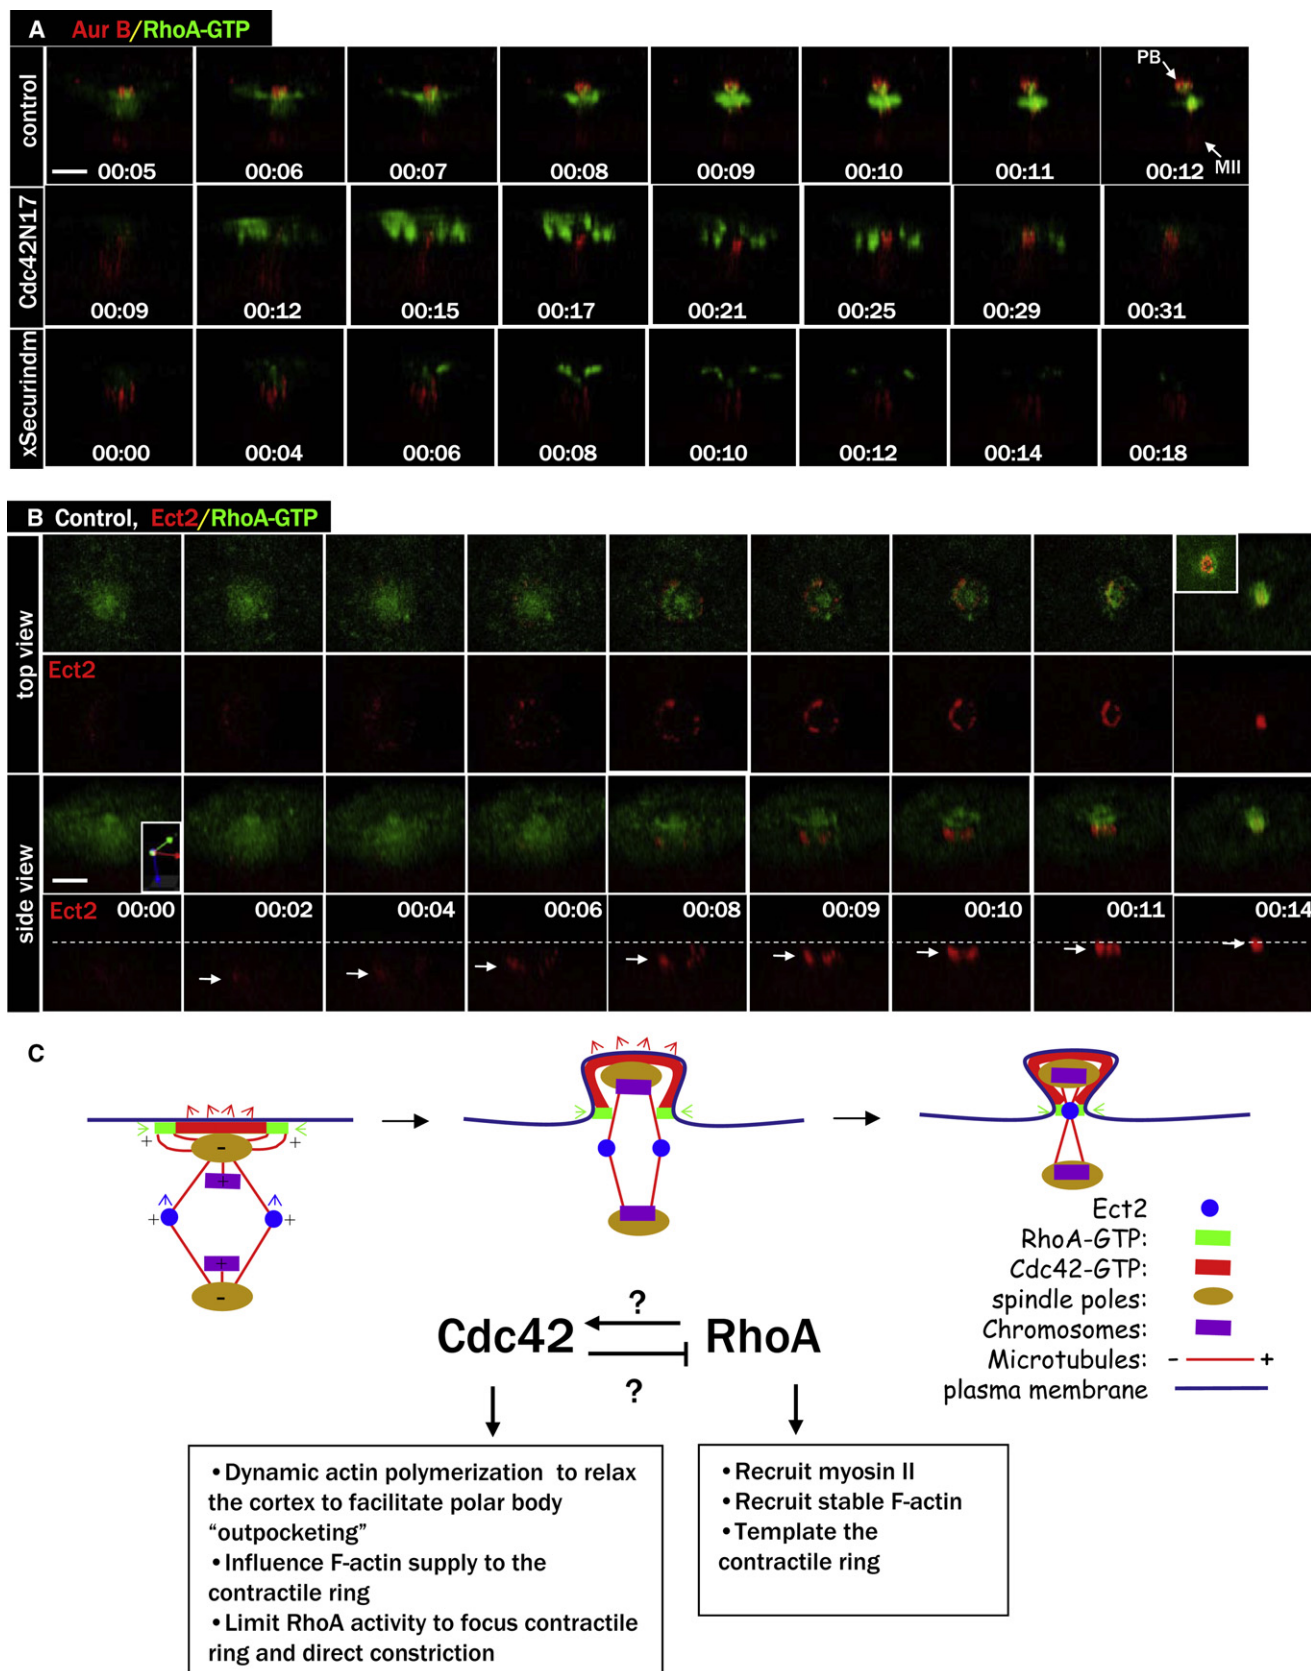 A Aur B/RhoA-GTP
control
PB
MII
00:05 00:06 00:07 00:08 00:09 00:10 00:11 00:12
Cdc42N17
00:09 00:12 00:15 00:17 00:21 00:25 00:29 00:31
xSecurindm
00:00 00:04 00:06 00:08 00:10 00:12 00:14 00:18
B Control, Ect2/RhoA-GTP
top view
Ect2
side view
Ect2 00:00 00:02 00:04 00:06 00:08 00:09 00:10 00:11 00:14
C
+ - +
+
+ +
+
-
Ect2
RhoA-GTP:
Cdc42-GTP:
spindle poles:
Chromosomes:
Microtubules: - +
plasma membrane
?
Cdc42 RhoA
?
•Dynamic actin polymerization to relax
the cortex to facilitate polar body
“outpocketing”
•Influence F-actin supply to the
contractile ring
•Limit RhoA activity to focus contractile
ring and direct constriction
•Recruit myosin II
•Recruit stable F-actin
•Template the
contractile ring